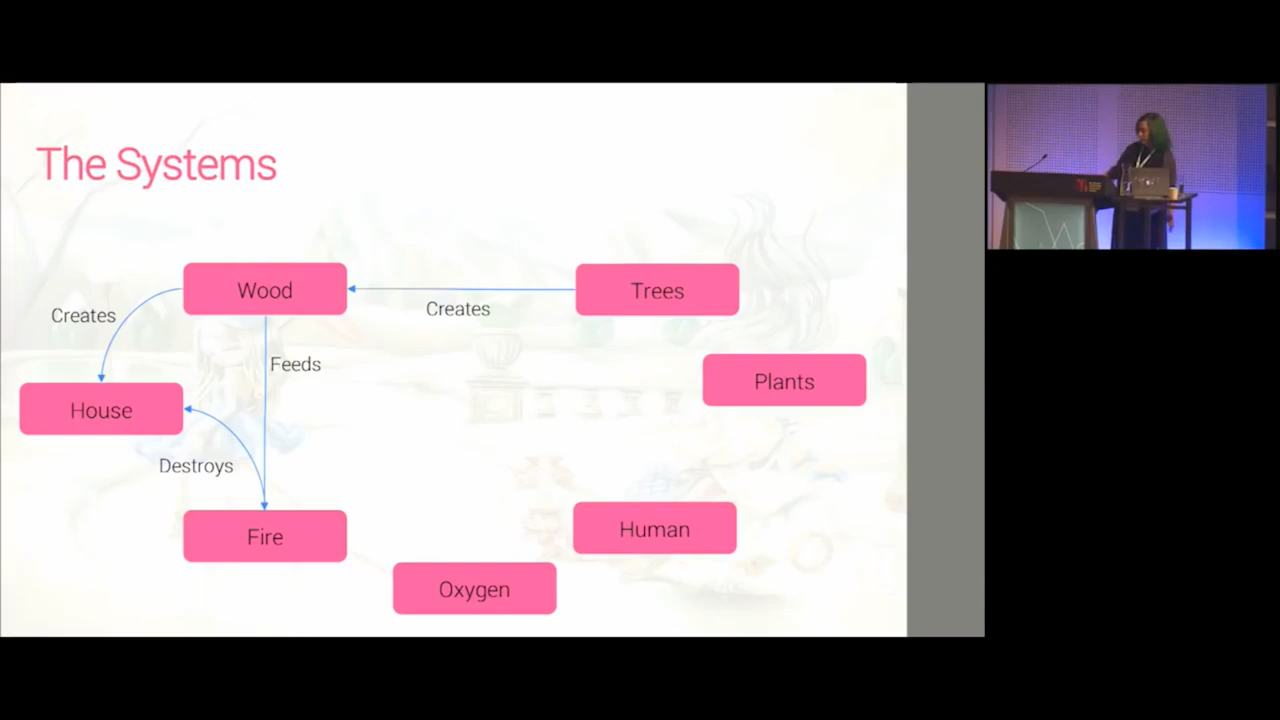 The Systems
Wood
Trees
Creates
Creates
Feeds
Plants
House
Destroys
Human
Fire
Oxygen